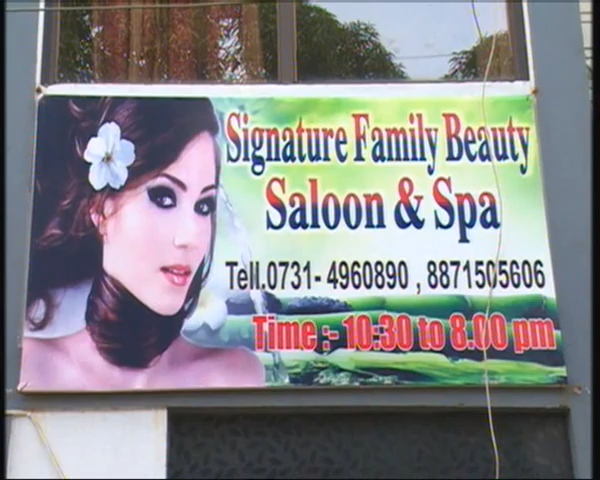 Signature Family Beauty
Saloon & Spa
Tell.0731- 4960890 , 8871505606
Time :- 10:30 to 8.00 pm